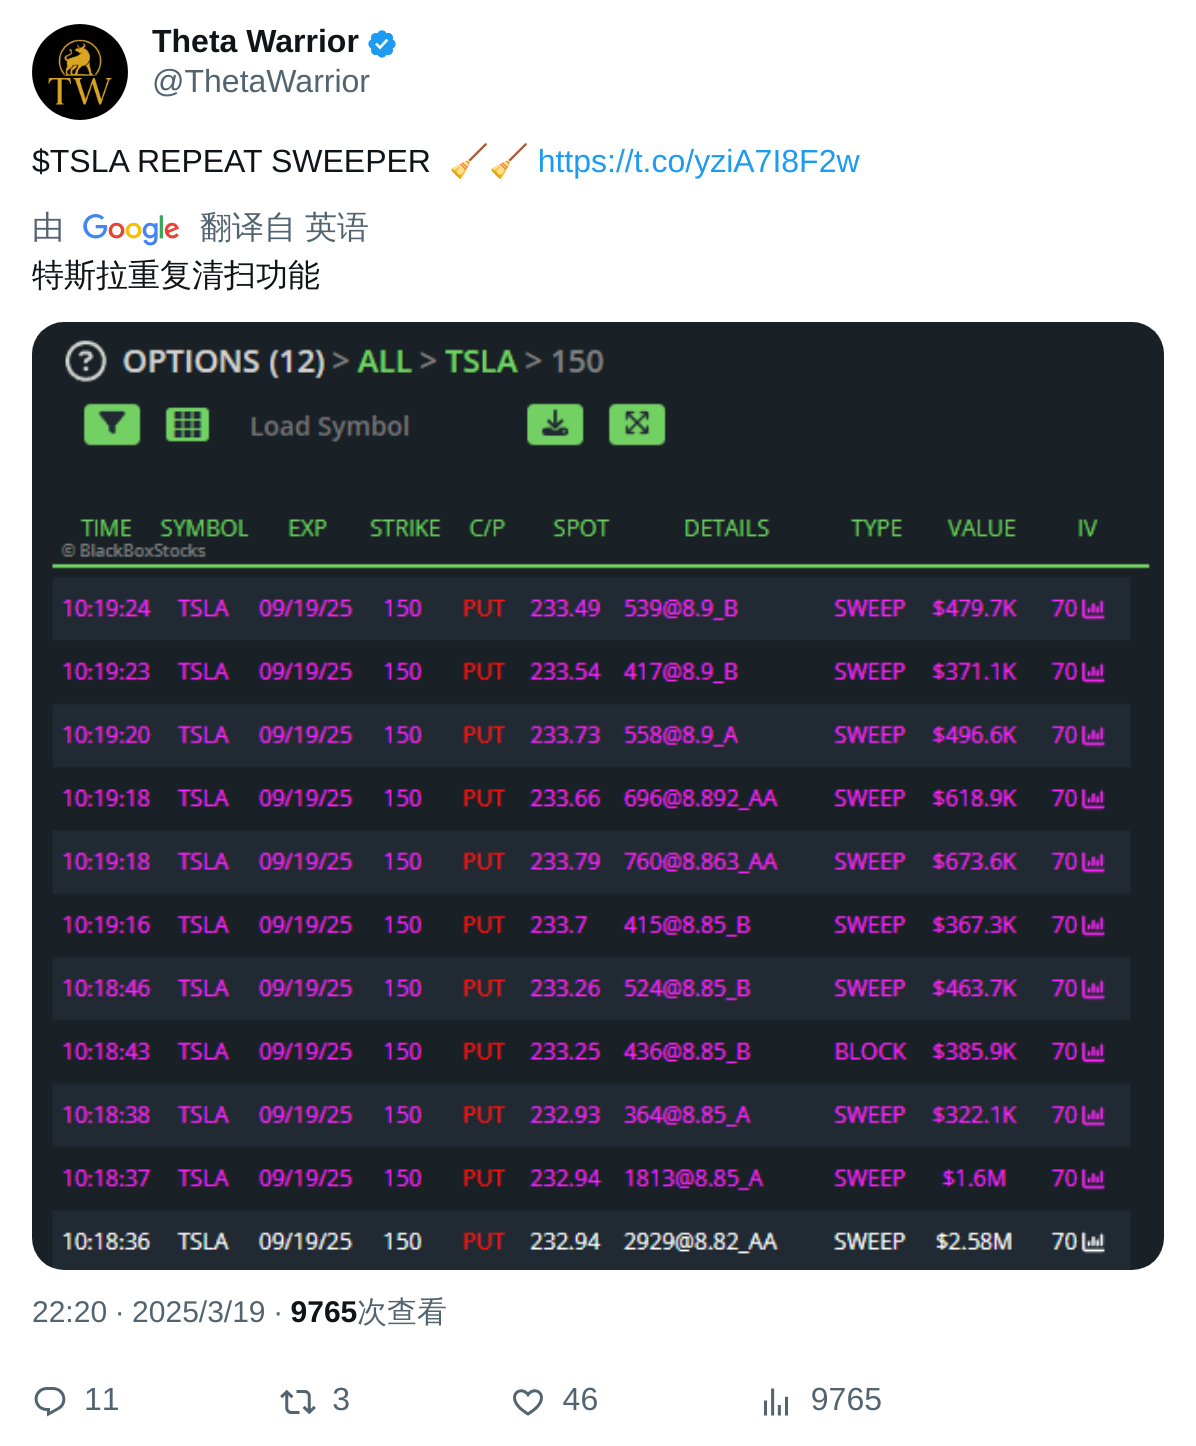 Theta Warrior
@ThetaWarrior
TW
$TSLA REPEAT SWEEPER 🧹🧹 https://t.co/yziA7I8F2w
由 Google 翻译自 英语
特斯拉重复清扫功能
? OPTIONS (12) > ALL > TSLA > 150
Load Symbol
TIME SYMBOL EXP STRIKE C/P SPOT DETAILS TYPE VALUE IV
© BlackBoxStocks
10:19:24 TSLA 09/19/25 150 PUT 233.49 539@8.9_B SWEEP $479.7K 70
10:19:23 TSLA 09/19/25 150 PUT 233.54 417@8.9_B SWEEP $371.1K 70
10:19:20 TSLA 09/19/25 150 PUT 233.73 558@8.9_A SWEEP $496.6K 70
10:19:18 TSLA 09/19/25 150 PUT 233.66 696@8.892_AA SWEEP $618.9K 70
10:19:18 TSLA 09/19/25 150 PUT 233.79 760@8.863_AA SWEEP $673.6K 70
10:19:16 TSLA 09/19/25 150 PUT 233.7 415@8.85_B SWEEP $367.3K 70
10:18:46 TSLA 09/19/25 150 PUT 233.26 524@8.85_B SWEEP $463.7K 70
10:18:43 TSLA 09/19/25 150 PUT 233.25 436@8.85_B BLOCK $385.9K 70
10:18:38 TSLA 09/19/25 150 PUT 232.93 364@8.85_A SWEEP $322.1K 70
10:18:37 TSLA 09/19/25 150 PUT 232.94 1813@8.85_A SWEEP $1.6M 70
10:18:36 TSLA 09/19/25 150 PUT 232.94 2929@8.82_AA SWEEP $2.58M 70
22:20 · 2025/3/19 · 9765次查看
11 3 46 9765